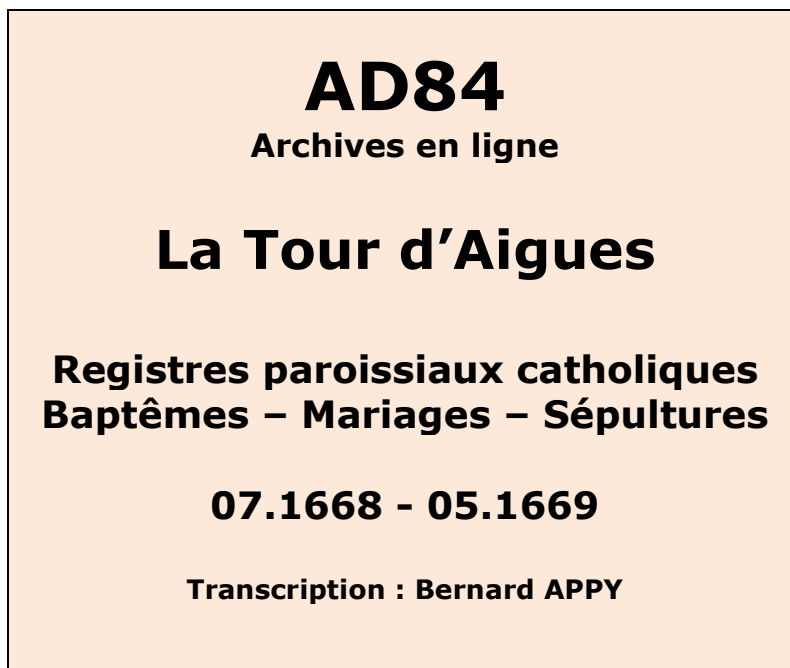 AD84
Archives en ligne
La Tour d’Aigues
Registres paroissiaux catholiques
Baptêmes – Mariages – Sépultures
07.1668 - 05.1669
Transcription : Bernard APPY